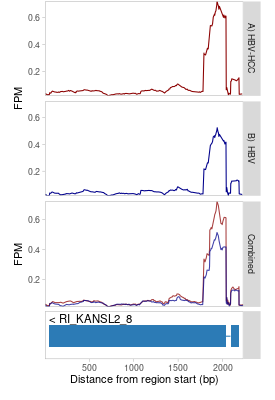 0.6
0.4
0.2
FPM
A) HBV-HCC
0.6
0.4
0.2
B) HBV
0.6
0.4
0.2
FPM
Combined
< RI_KANSL2_8
500 1000 1500 2000
Distance from region start (bp)